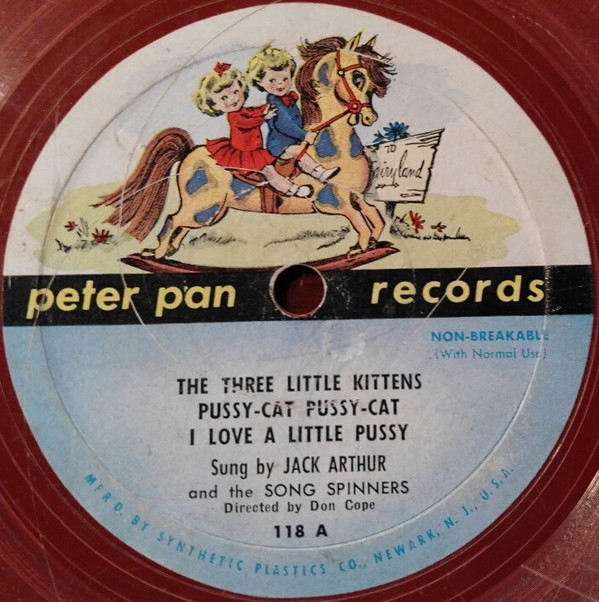 TO
peter pan records
NON-BREAKABLE
(With Normal Use)
THE THREE LITTLE KITTENS
PUSSY-CAT PUSSY-CAT
I LOVE A LITTLE PUSSY
Sung by JACK ARTHUR
and the SONG SPINNERS
Directed by Don Cope
118 A
MFR'D. BY SYNTHETIC PLASTICS CO., NEWARK, N. J., U. S. A.